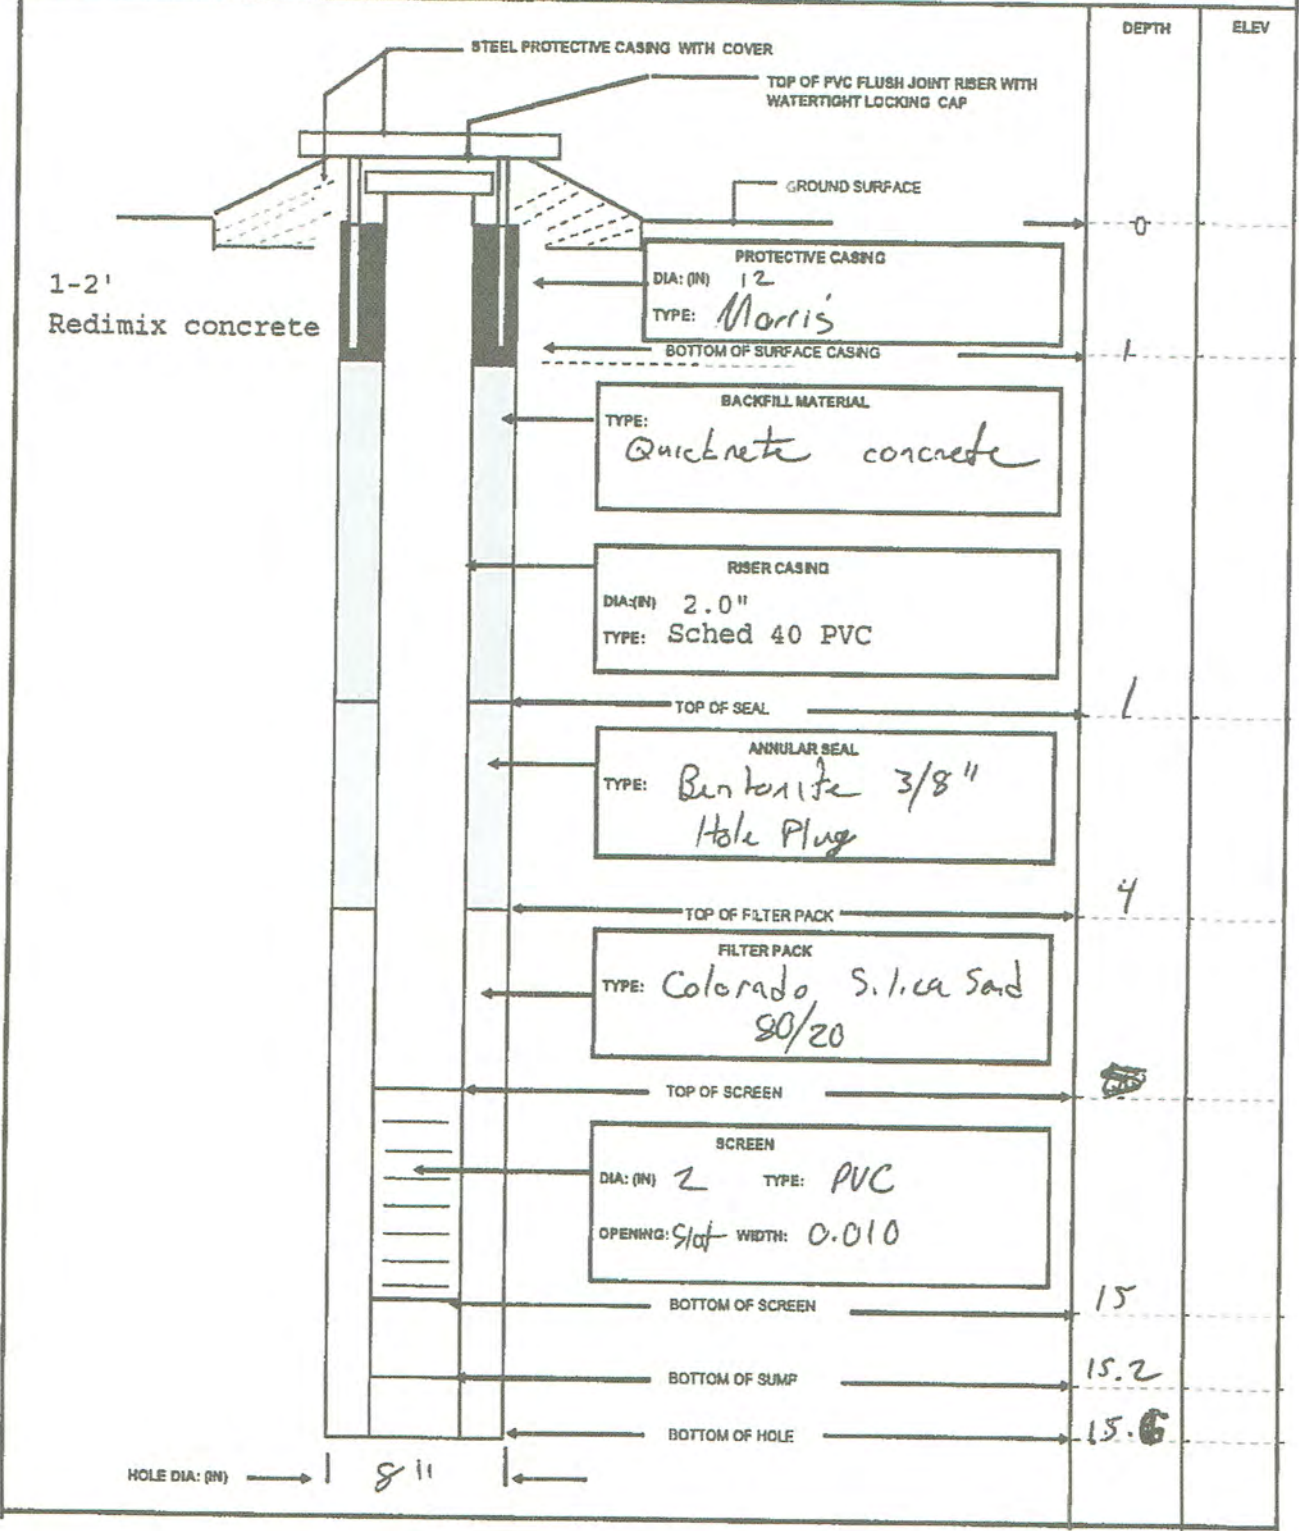 DEPTH ELEV
STEEL PROTECTIVE CASING WITH COVER
TOP OF PVC FLUSH JOINT RISER WITH
WATERTIGHT LOCKING CAP
GROUND SURFACE
0
1-2'
Redimix concrete
PROTECTIVE CASING
DIA: (IN) 12
TYPE: Morris
BOTTOM OF SURFACE CASING 1
BACKFILL MATERIAL
TYPE:
Quickrete concrete
RISER CASING
DIA:(IN) 2.0"
TYPE: Sched 40 PVC
TOP OF SEAL 1
ANNULAR SEAL
TYPE: Bentonite 3/8"
Hole Plug
TOP OF FILTER PACK 4
FILTER PACK
TYPE: Colorado Silica Sand
80/20
TOP OF SCREEN
SCREEN
DIA: (IN) 2 TYPE: PVC
OPENING: Slot WIDTH: 0.010
BOTTOM OF SCREEN 15
BOTTOM OF SUMP 15.2
BOTTOM OF HOLE
HOLE DIA: (IN) 8"